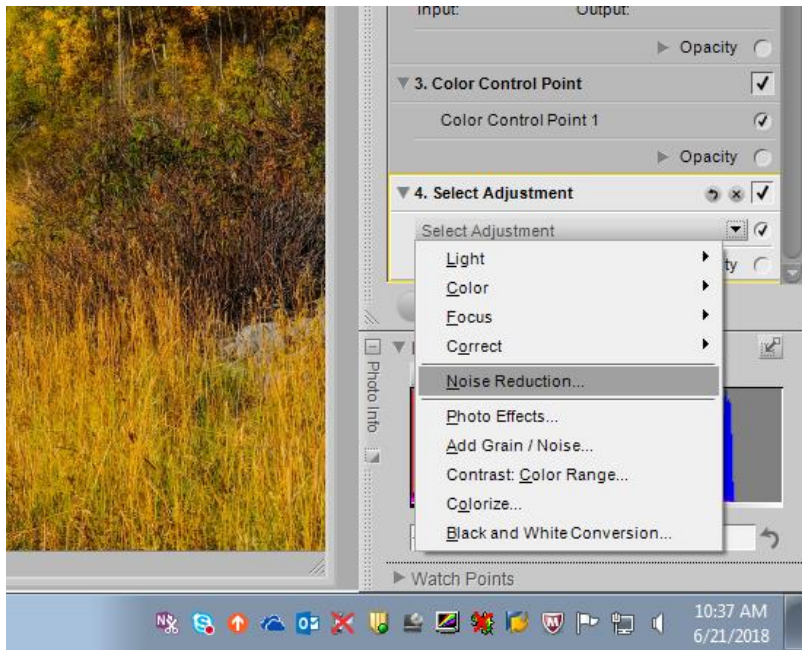 Input: Output:
Opacity
3. Color Control Point
Color Control Point 1
Opacity
4. Select Adjustment
Select Adjustment
ity
Light
Color
Focus
Correct
Noise Reduction...
Photo Effects...
Add Grain / Noise...
Contrast: Color Range...
Colorize...
Black and White Conversion...
Photo Info
Watch Points
10:37 AM
6/21/2018